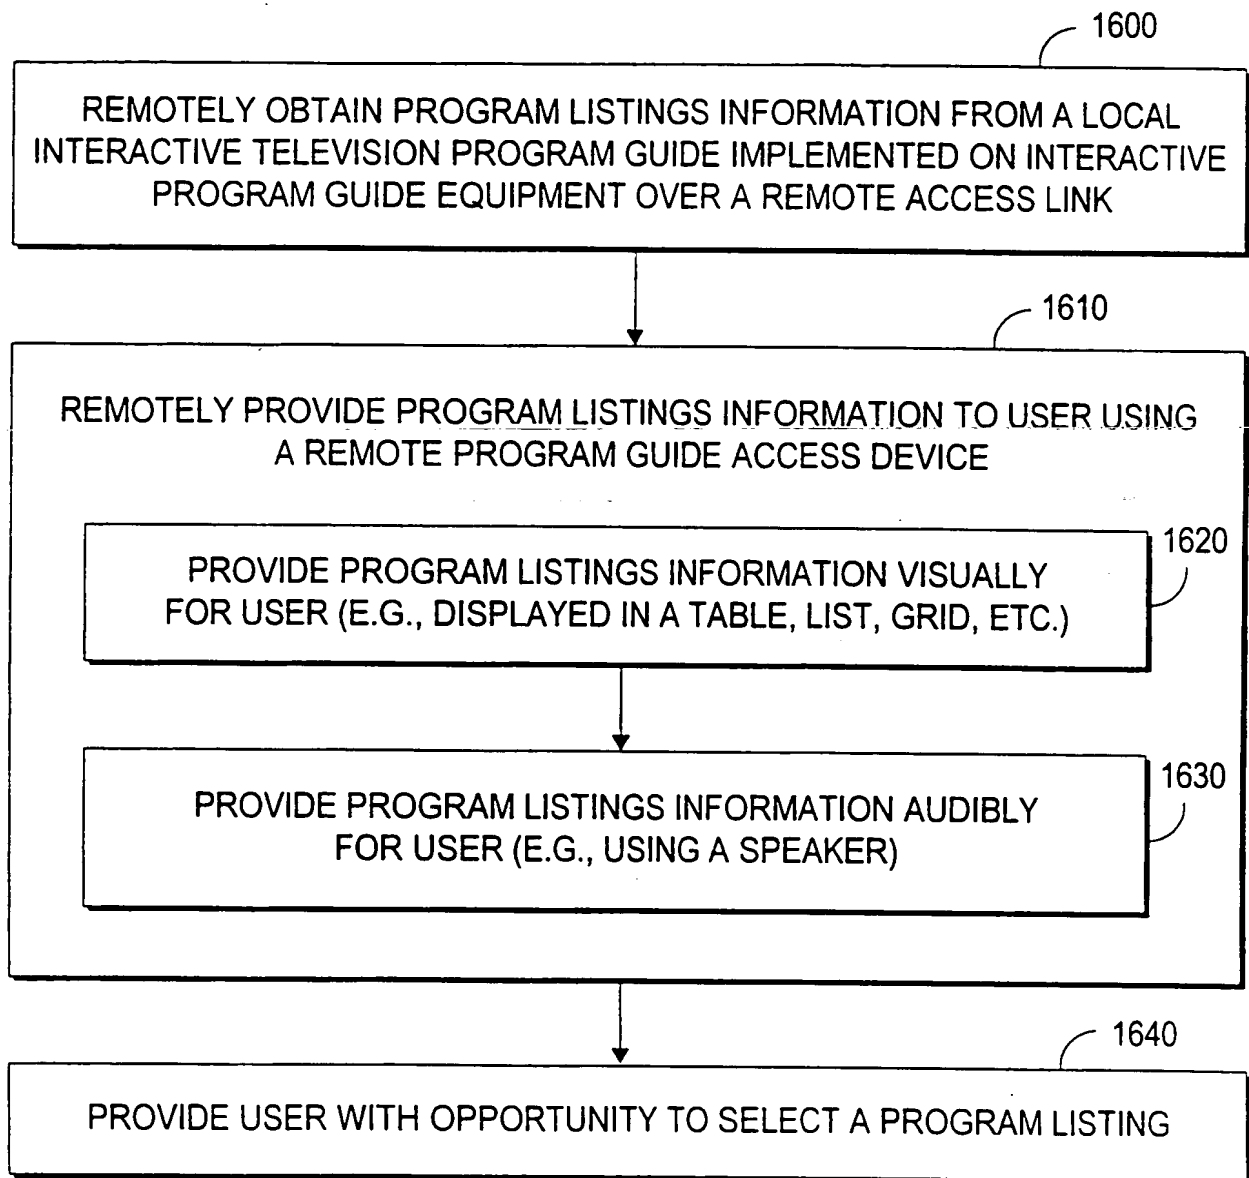 1600
REMOTELY OBTAIN PROGRAM LISTINGS INFORMATION FROM A LOCAL
INTERACTIVE TELEVISION PROGRAM GUIDE IMPLEMENTED ON INTERACTIVE
PROGRAM GUIDE EQUIPMENT OVER A REMOTE ACCESS LINK
1610
REMOTELY PROVIDE PROGRAM LISTINGS INFORMATION TO USER USING
A REMOTE PROGRAM GUIDE ACCESS DEVICE
1620
PROVIDE PROGRAM LISTINGS INFORMATION VISUALLY
FOR USER (E.G., DISPLAYED IN A TABLE, LIST, GRID, ETC.)
1630
PROVIDE PROGRAM LISTINGS INFORMATION AUDIBLY
FOR USER (E.G., USING A SPEAKER)
1640
PROVIDE USER WITH OPPORTUNITY TO SELECT A PROGRAM LISTING